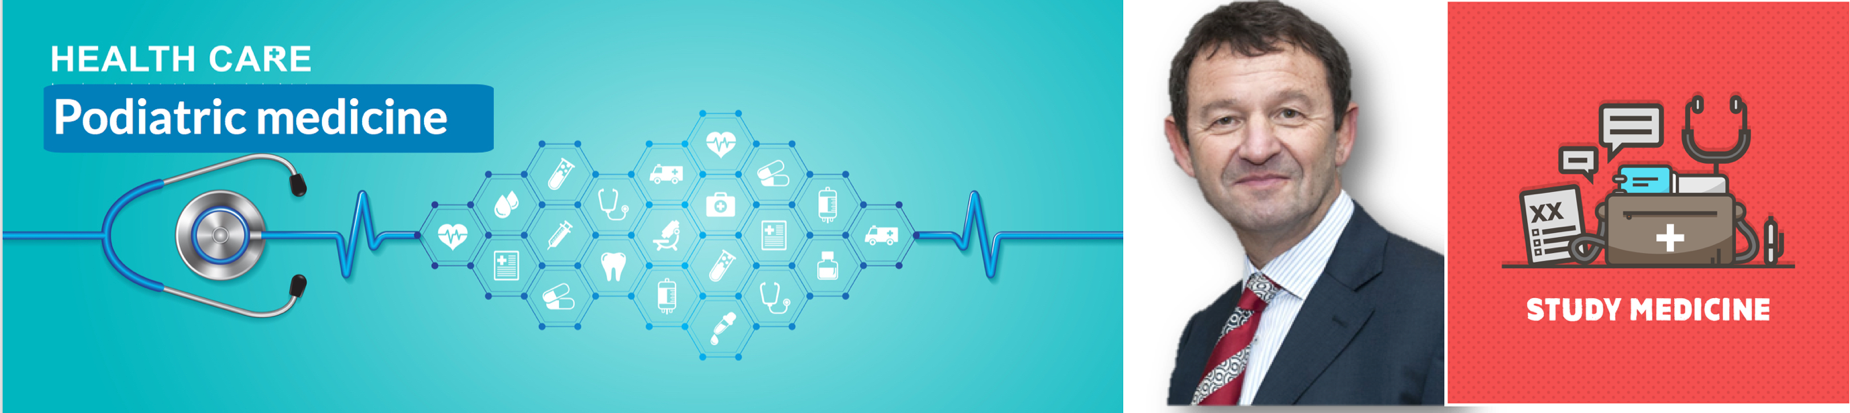 HEALTH CARE
Podiatric medicine
XX
STUDY MEDICINE